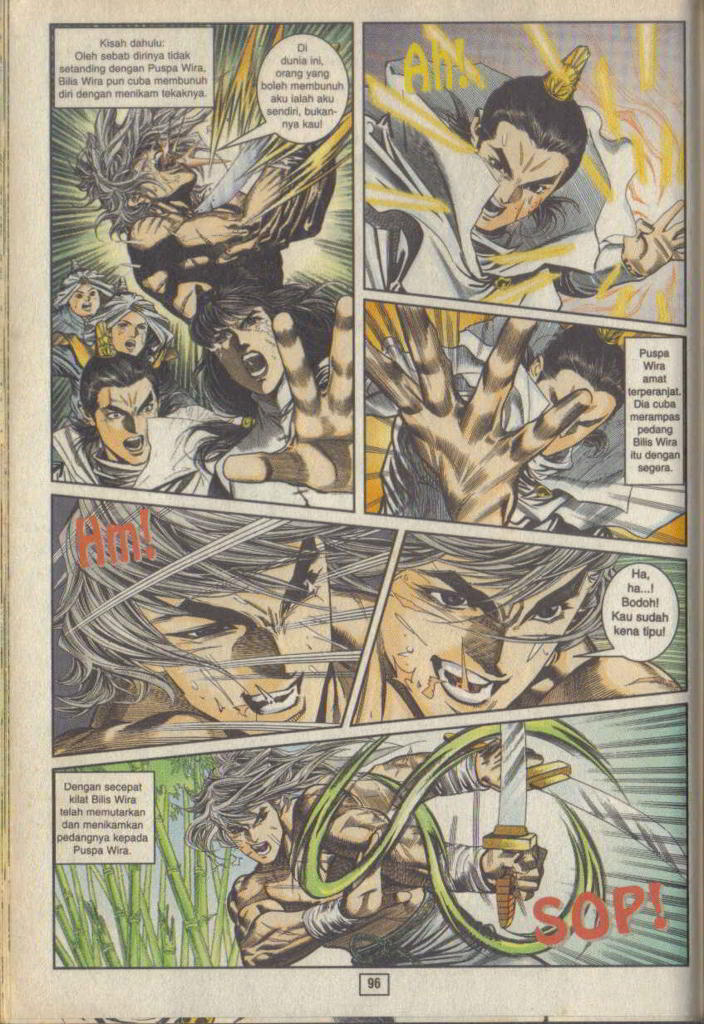 Kisah dahulu:
Oleh sebab dirinya tidak
setanding dengan Puspa Wira,
Bilis Wira pun cuba membunuh
diri dengan menikam tekaknya.
Di
dunia ini,
orang yang
boleh membunuh
aku ialah aku
sendiri, bukan-
nya kau!
Ah!
Puspa
Wira
amat
terperanjat.
Dia cuba
merampas
pedang
Bilis Wira
itu dengan
segera.
Hm!
Ha,
ha...!
Bodoh!
Kau sudah
kena tipu!
Dengan secepat
kilat Bilis Wira
telah memutarkan
dan menikamkan
pedangnya kepada
Puspa Wira.
SOP!
96